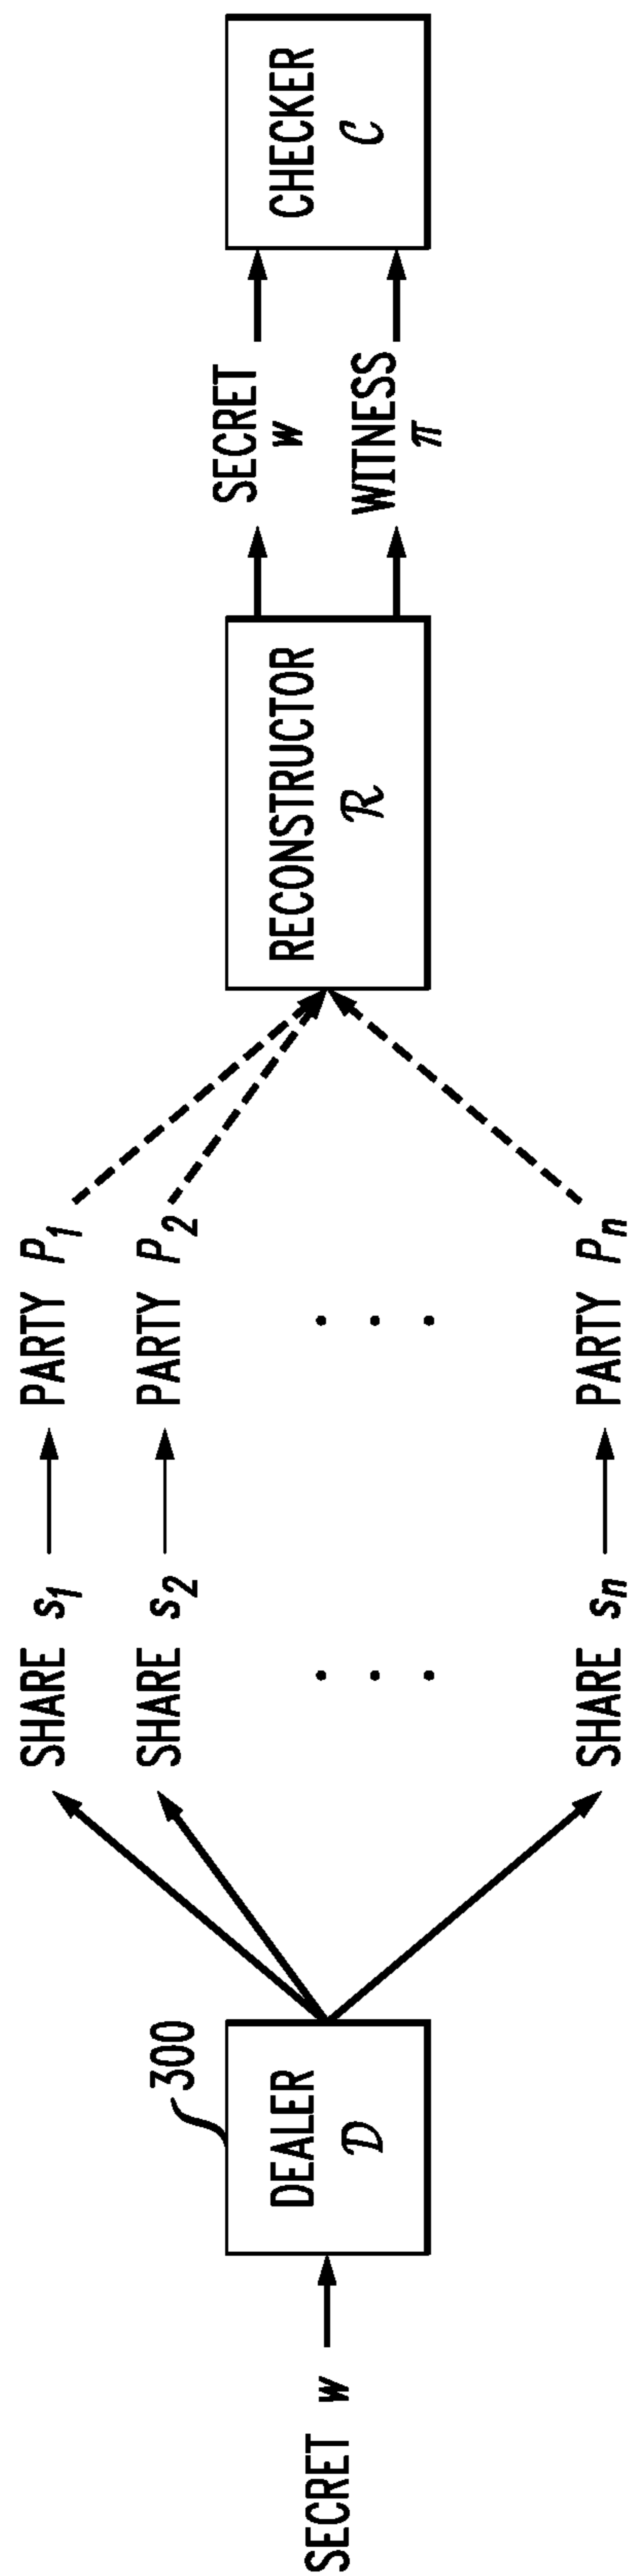 SECRET w
300
DEALER
D
SHARE s1
SHARE s2
. . .
SHARE sn
PARTY P1
PARTY P2
. . .
PARTY Pn
RECONSTRUCTOR
R
SECRET
w
WITNESS
π
CHECKER
C